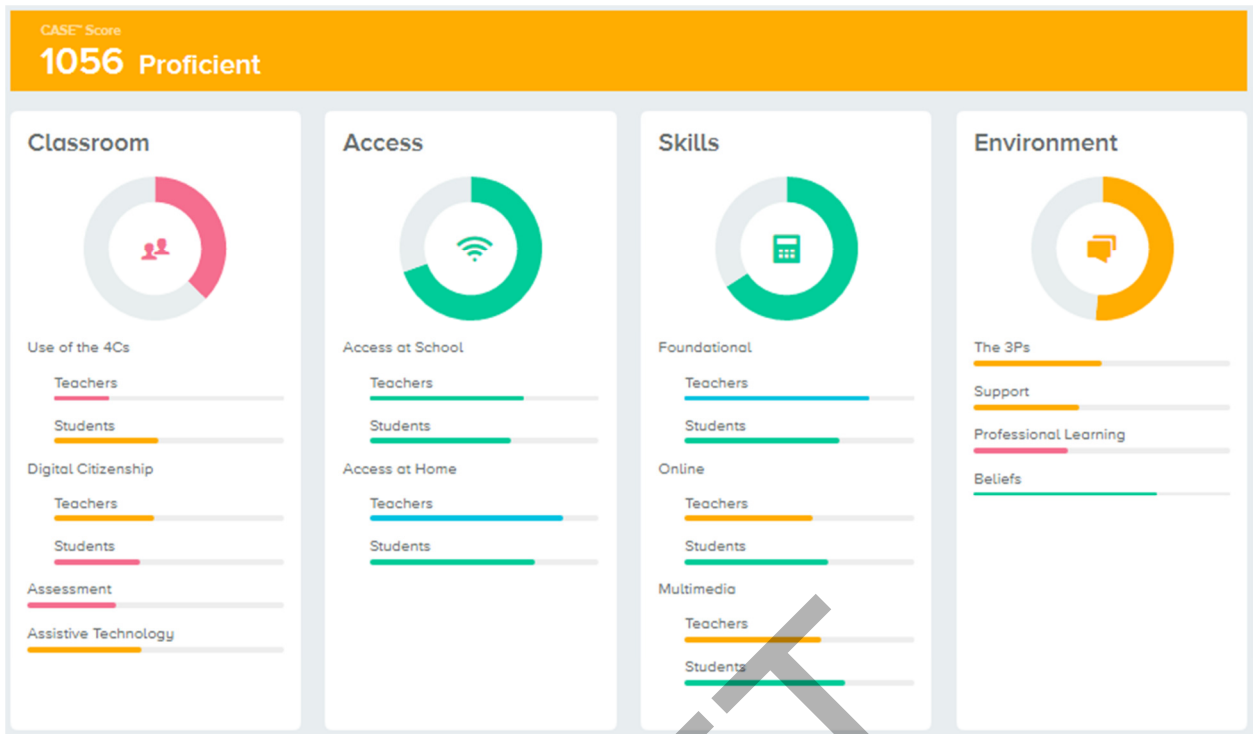 CASE™ Score
1056 Proficient
Classroom
Use of the 4Cs
Teachers
Students
Digital Citizenship
Teachers
Students
Assessment
Assistive Technology
Access
Access at School
Teachers
Students
Access at Home
Teachers
Students
Skills
Foundational
Teachers
Students
Online
Teachers
Students
Multimedia
Teachers
Students
Environment
The 3Ps
Support
Professional Learning
Beliefs